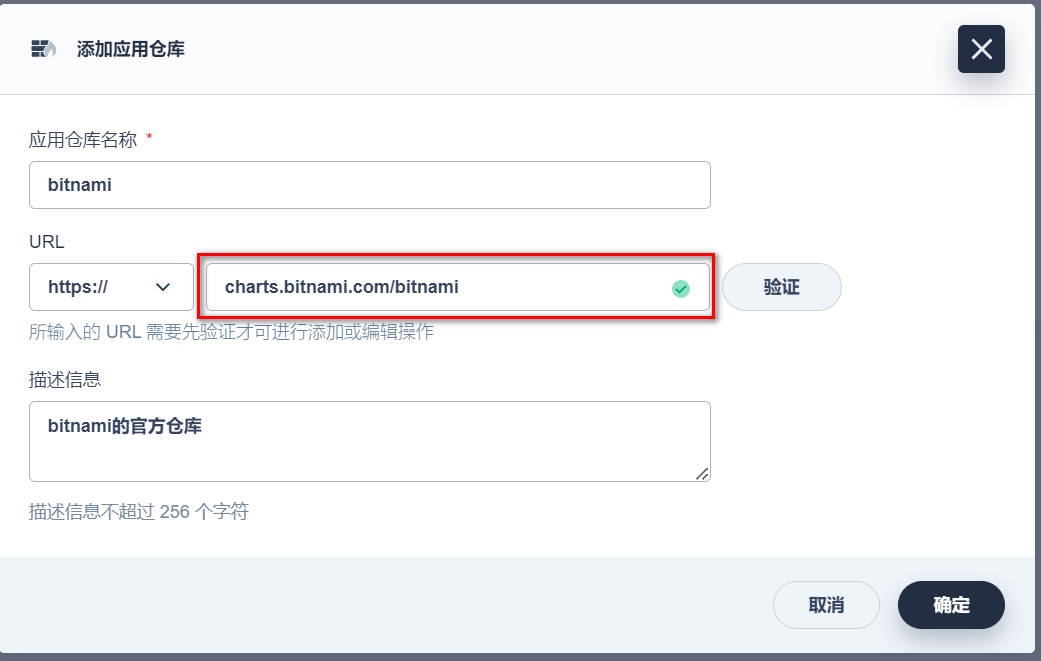 添加应用仓库
应用仓库名称 *
bitnami
URL
https://
charts.bitnami.com/bitnami
验证
所输入的 URL 需要先验证才可进行添加或编辑操作
描述信息
bitnami的官方仓库
描述信息不超过 256 个字符
取消
确定